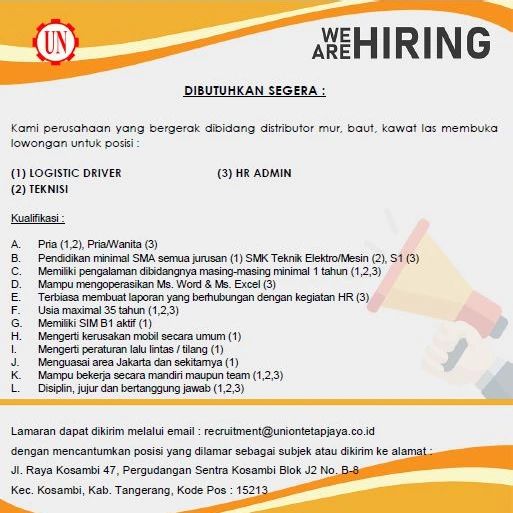 UN
WE ARE HIRING
DIBUTUHKAN SEGERA :
Kami perusahaan yang bergerak dibidang distributor mur, baut, kawat las membuka
lowongan untuk posisi :
(1) LOGISTIC DRIVER (3) HR ADMIN
(2) TEKNISI
Kualifikasi :
A. Pria (1,2), Pria/Wanita (3)
B. Pendidikan minimal SMA semua jurusan (1) SMK Teknik Elektro/Mesin (2), S1 (3)
C. Memiliki pengalaman dibidangnya masing-masing minimal 1 tahun (1,2,3)
D. Mampu mengoperasikan Ms. Word & Ms. Excel (3)
E. Terbiasa membuat laporan yang berhubungan dengan kegiatan HR (3)
F. Usia maximal 35 tahun (1,2,3)
G. Memiliki SIM B1 aktif (1)
H. Mengerti kerusakan mobil secara umum (1)
I. Mengerti peraturan lalu lintas / tilang (1)
J. Menguasai area Jakarta dan sekitarnya (1)
K. Mampu bekerja secara mandiri maupun team (1,2,3)
L. Disiplin, jujur dan bertanggung jawab (1,2,3)
Lamaran dapat dikirim melalui email : recruitment@uniontetapjaya.co.id
dengan mencantumkan posisi yang dilamar sebagai subjek atau dikirim ke alamat :
Jl. Raya Kosambi 47, Pergudangan Sentra Kosambi Blok J2 No. B-8
Kec. Kosambi, Kab. Tangerang, Kode Pos : 15213